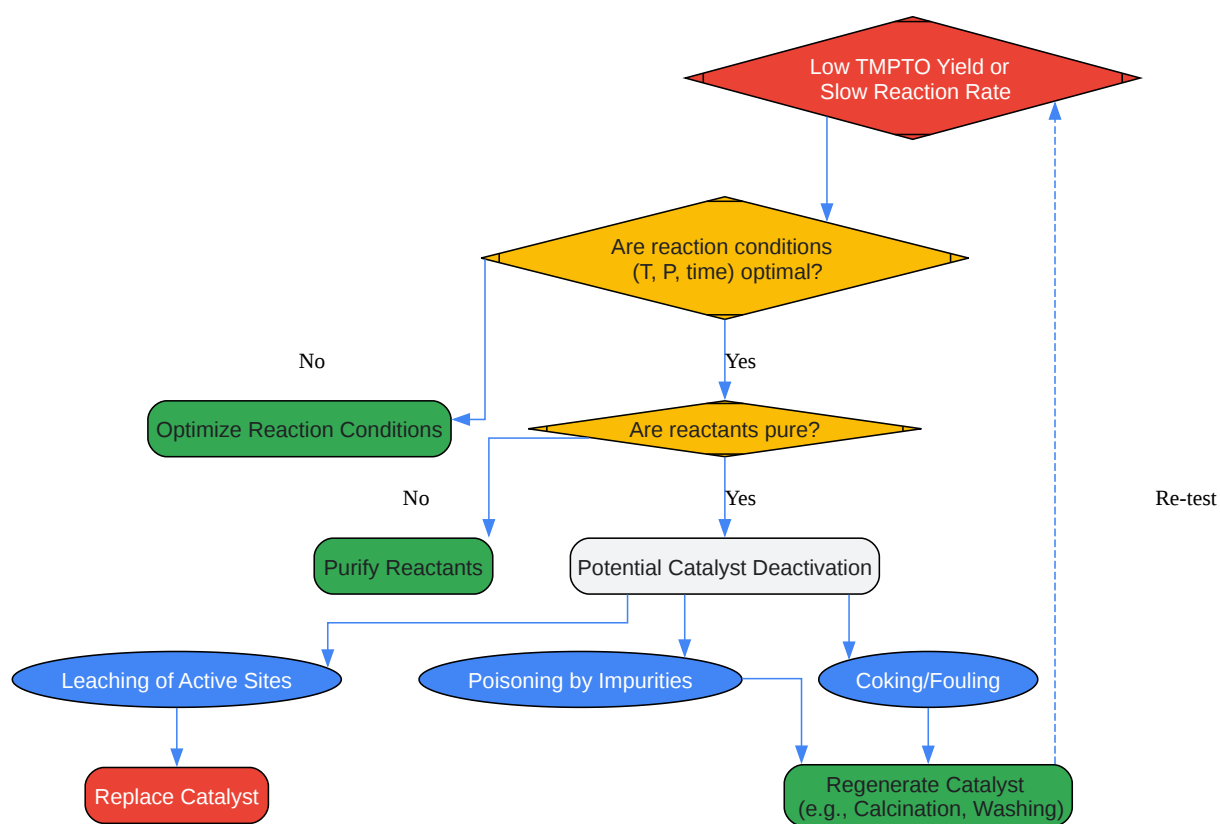 Low TMPTO Yield or
Slow Reaction Rate
Are reaction conditions
(T, P, time) optimal?
No
Yes
Optimize Reaction Conditions
Are reactants pure?
No
Yes
Re-test
Purify Reactants
Potential Catalyst Deactivation
Leaching of Active Sites
Poisoning by Impurities
Coking/Fouling
Replace Catalyst
Regenerate Catalyst
(e.g., Calcination, Washing)